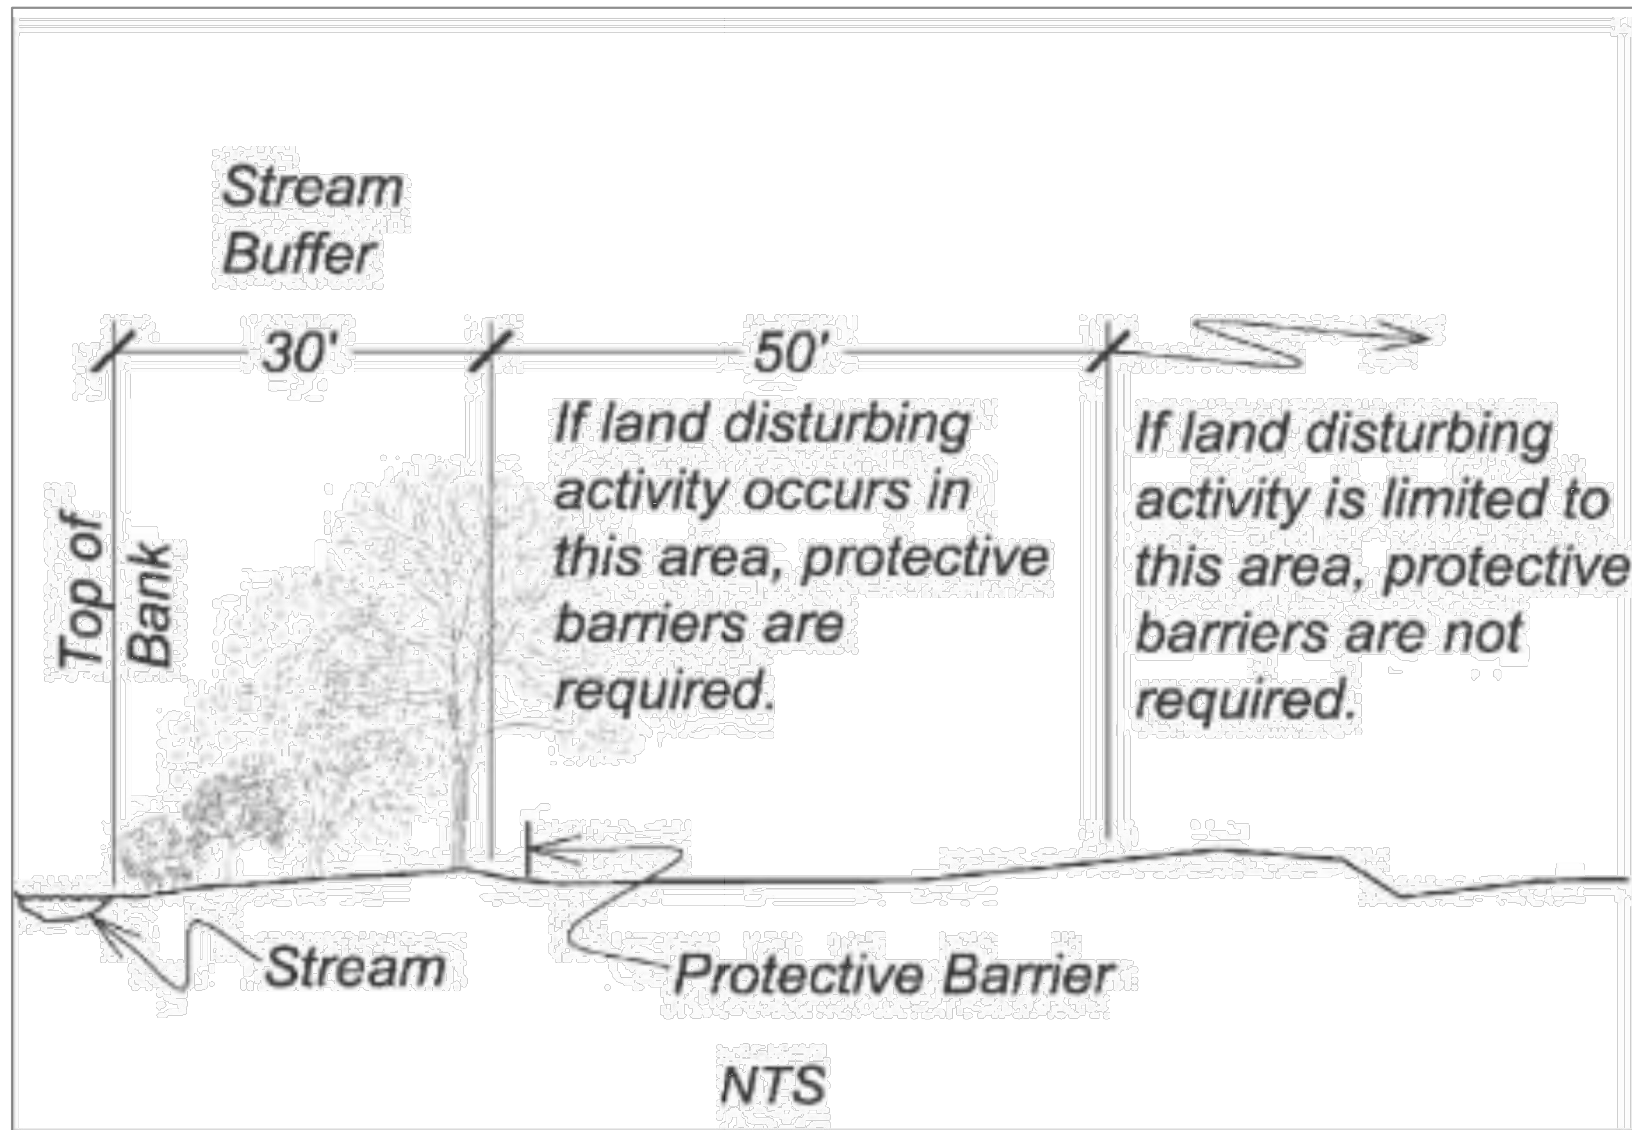 Stream
Buffer
30'
50'
If land disturbing
activity occurs in
this area, protective
barriers are
required.
If land disturbing
activity is limited to
this area, protective
barriers are not
required.
Top of
Bank
Stream
Protective Barrier
NTS